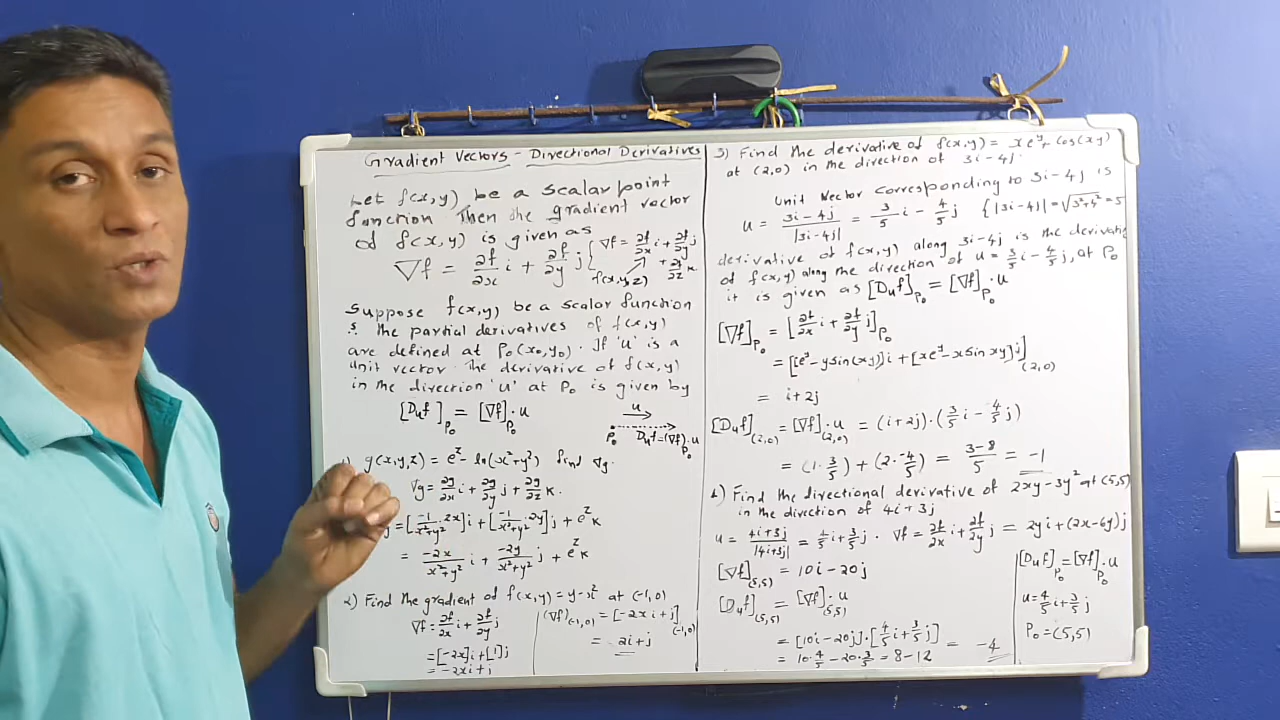 Gradient Vectors - Directional Derivatives
Let f(x,y) be a scalar point
function Then the gradient vector
Of f(x,y) is given as
∇f = ∂f/∂x i + ∂f/∂y j { ∇f = ∂f/∂x i + ∂f/∂y j
+ ∂f/∂z k
f(x,y,z)
Suppose f(x,y) be a scalar function
& the partial derivatives of f(x,y)
are defined at P₀(x₀,y₀). If 'u' is a
unit vector. The derivative of f(x,y)
in the direction 'u' at P₀ is given by
[Duf]P₀ = [∇f]P₀ · u
u
P₀ Duf=(∇f)P₀·u
1) g(x,y,z) = e^z - ln(x²+y²) find ∇g.
∇g = ∂g/∂x i + ∂g/∂y j + ∂g/∂z k.
= [-1/(x²+y²) · 2x] i + [-1/(x²+y²) · 2y] j + e^z k
= -2x/(x²+y²) i + -2y/(x²+y²) j + e^z k
2) Find the gradient of f(x,y) = y-x² at (-1,0)
∇f = ∂f/∂x i + ∂f/∂y j
= [-2x]i + [1]j
= -2xi + j
(∇f)(-1,0) = [-2xi+j](-1,0)
= 2i+j
3) Find the derivative of f(x,y) = xe^y + cos(xy)
at (2,0) in the direction of 3i-4j.
Unit Vector corresponding to 3i-4j is
u = (3i-4j)/|3i-4j| = 3/5 i - 4/5 j { |3i-4j| = √(3²+4²) = 5
derivative of f(x,y) along 3i-4j is the derivative
of f(x,y) along the direction of u = 3/5 i - 4/5 j, at P₀
it is given as [Duf]P₀ = [∇f]P₀ · u
[∇f]P₀ = [∂f/∂x i + ∂f/∂y j]P₀
= [(e^y - y sin(xy))i + [xe^y - x sin xy]j](2,0)
= i+2j
[Duf](2,0) = [∇f](2,0) · u = (i+2j)·(3/5 i - 4/5 j)
= (1·3/5) + (2·-4/5) = (3-8)/5 = -1
4) Find the directional derivative of 2xy-3y² at (5,5)
in the direction of 4i+3j
u = (4i+3j)/|4i+3j| = 4/5 i + 3/5 j · ∇f = ∂f/∂x i + ∂f/∂y j = 2yi + (2x-6y)j
[∇f](5,5) = 10i - 20j
[Duf](5,5) = [∇f](5,5) · u
= [10i-20j]·[4/5 i + 3/5 j] = -4
= 10·4/5 - 20·3/5 = 8-12
[Duf]P₀ = [∇f]P₀ · u
u = 4/5 i + 3/5 j
P₀ = (5,5)